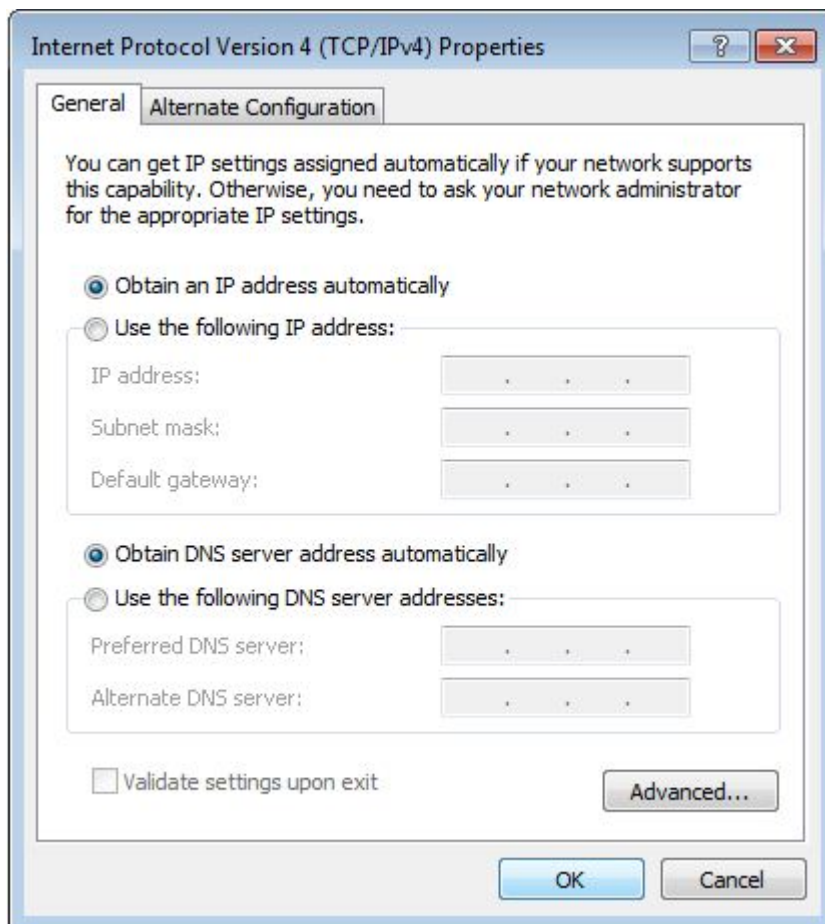 Internet Protocol Version 4 (TCP/IPv4) Properties
General
Alternate Configuration
You can get IP settings assigned automatically if your network supports
this capability. Otherwise, you need to ask your network administrator
for the appropriate IP settings.
Obtain an IP address automatically
Use the following IP address:
IP address: . . .
Subnet mask: . . .
Default gateway: . . .
Obtain DNS server address automatically
Use the following DNS server addresses:
Preferred DNS server: . . .
Alternate DNS server: . . .
Validate settings upon exit
Advanced...
OK
Cancel